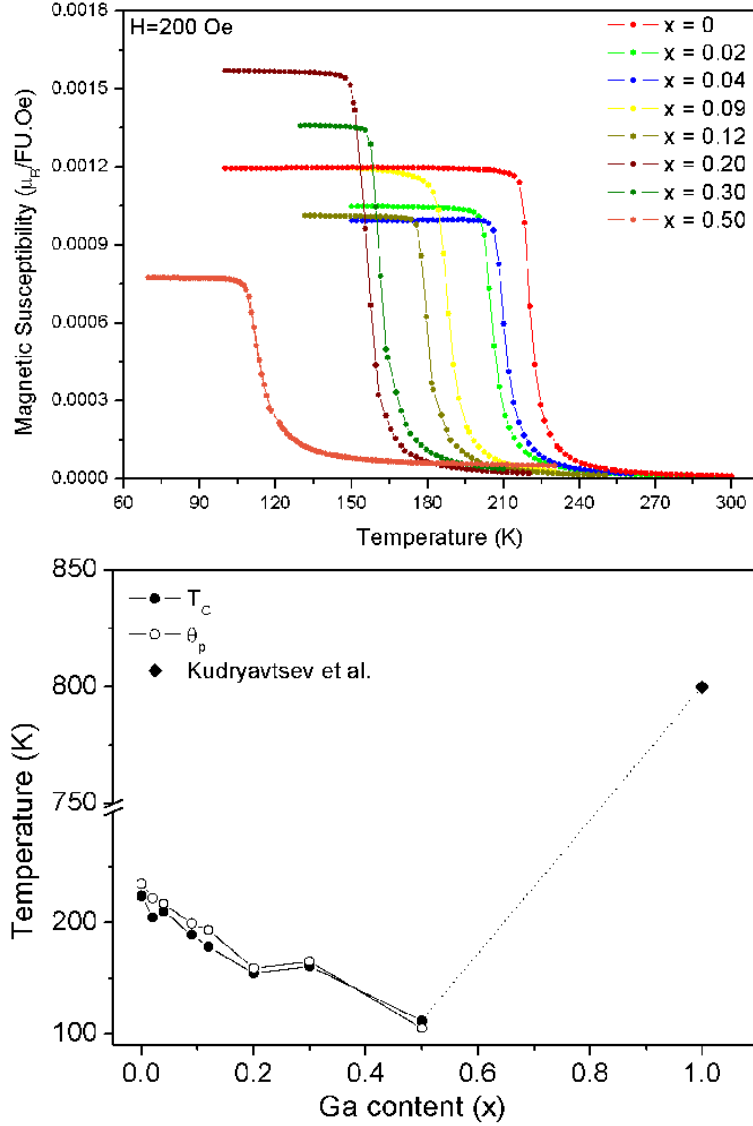 0.0018
0.0015
0.0012
0.0009
0.0006
0.0003
0.0000
Magnetic Susceptibility (μB/FU.Oe)
H=200 Oe
x = 0
x = 0.02
x = 0.04
x = 0.09
x = 0.12
x = 0.20
x = 0.30
x = 0.50
60 90 120 150 180 210 240 270 300
Temperature (K)
850
800
750
200
100
Temperature (K)
TC
θp
Kudryavtsev et al.
0.0 0.2 0.4 0.6 0.8 1.0
Ga content (x)